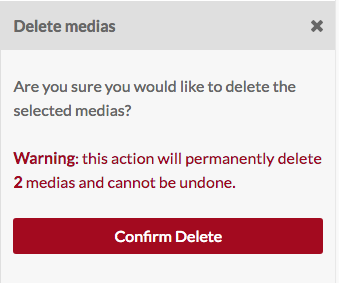 Delete medias
Are you sure you would like to delete the
selected medias?
Warning: this action will permanently delete
2 medias and cannot be undone.
Confirm Delete